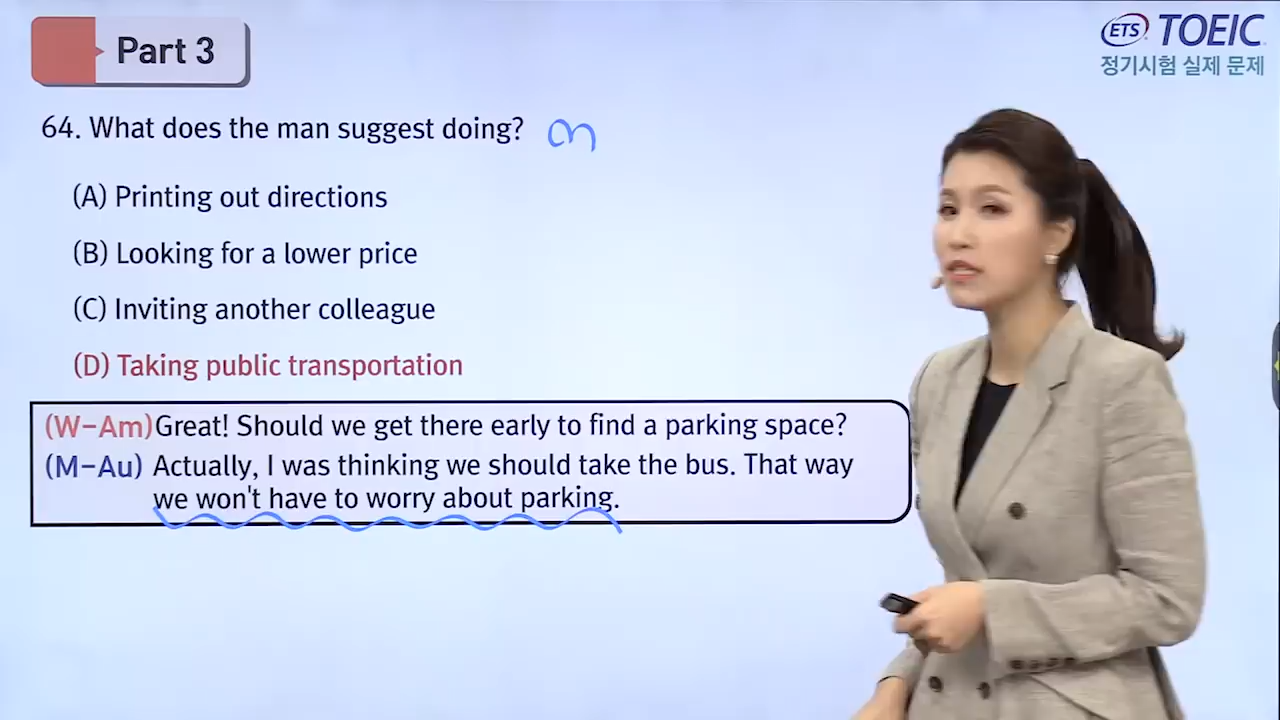 Part 3
ETS TOEIC
정기시험 실제 문제
64. What does the man suggest doing?
(A) Printing out directions
(B) Looking for a lower price
(C) Inviting another colleague
(D) Taking public transportation
(W-Am) Great! Should we get there early to find a parking space?
(M-Au) Actually, I was thinking we should take the bus. That way
we won't have to worry about parking.